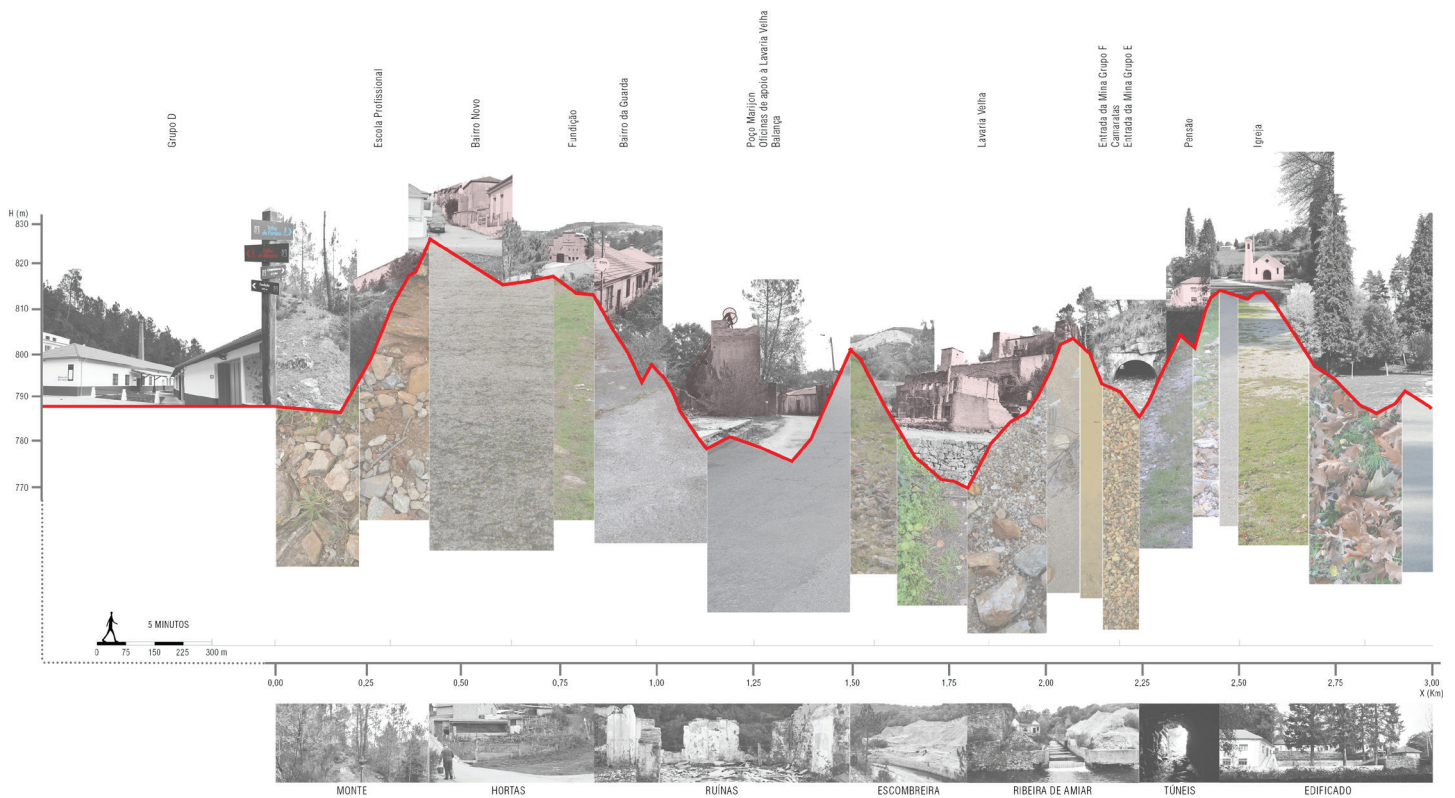 Grupo D
Escola Profissional
Bairro Novo
Fundição
Bairro da Guarda
Poço Marijon
Oficinas de apoio à Lavaria Velha
Balança
Lavaria Velha
Entrada da Mina Grupo F
Camaratas
Entrada da Mina Grupo E
Pensão
Igreja
H (m)
830
820
810
800
790
780
770
5 MINUTOS
0 75 150 225 300 m
0,00 0,25 0,50 0,75 1,00 1,25 1,50 1,75 2,00 2,25 2,50 2,75 3,00
X (Km)
MONTE HORTAS RUÍNAS ESCOMBREIRA RIBEIRA DE AMIAR TÚNEIS EDIFICADO